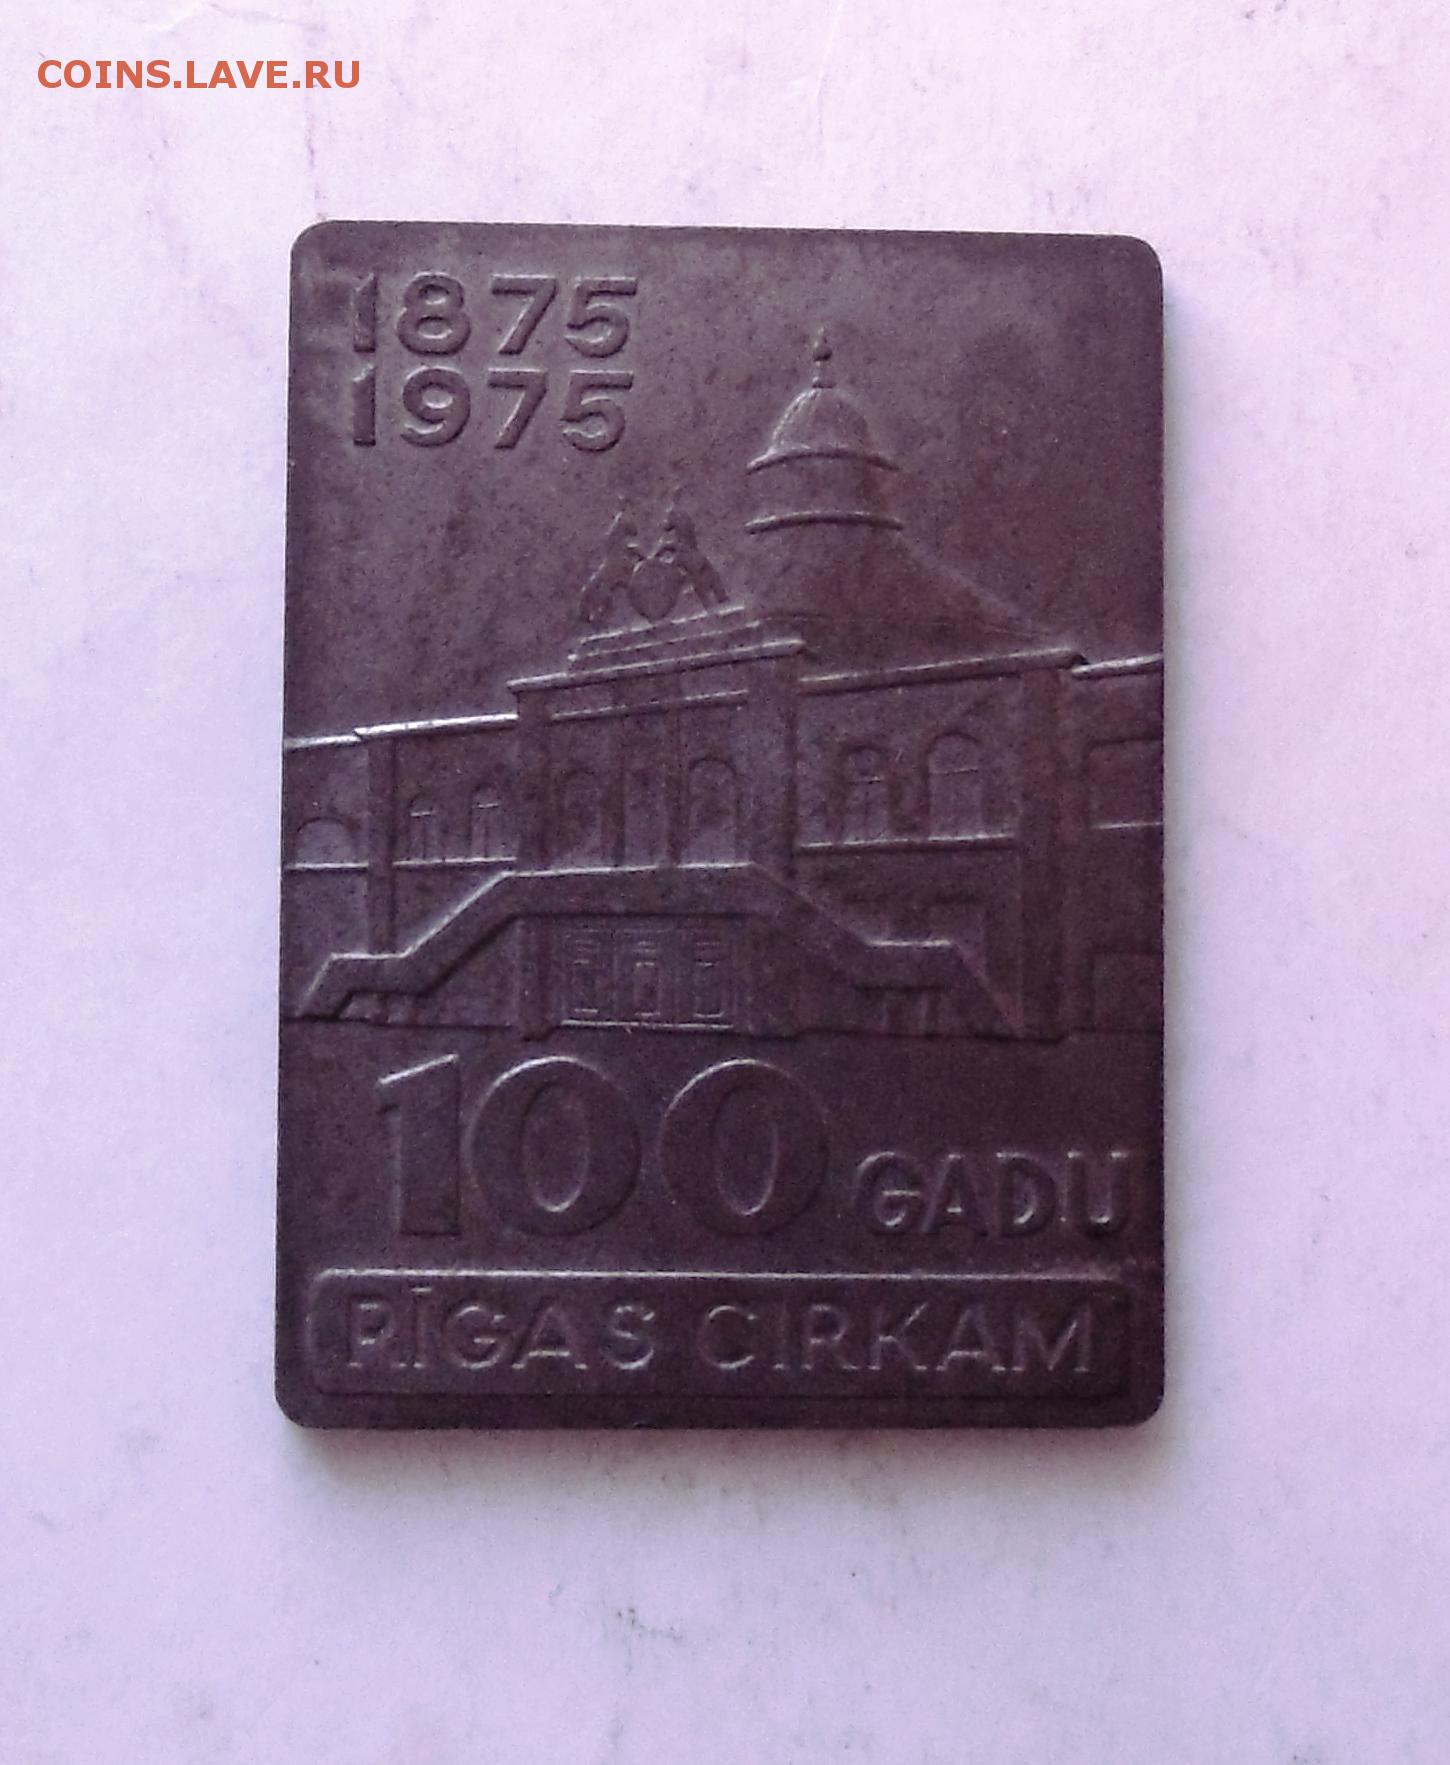 COINS.LAVE.RU
1875
1975
100 GADU
RĪGAS CIRKAM